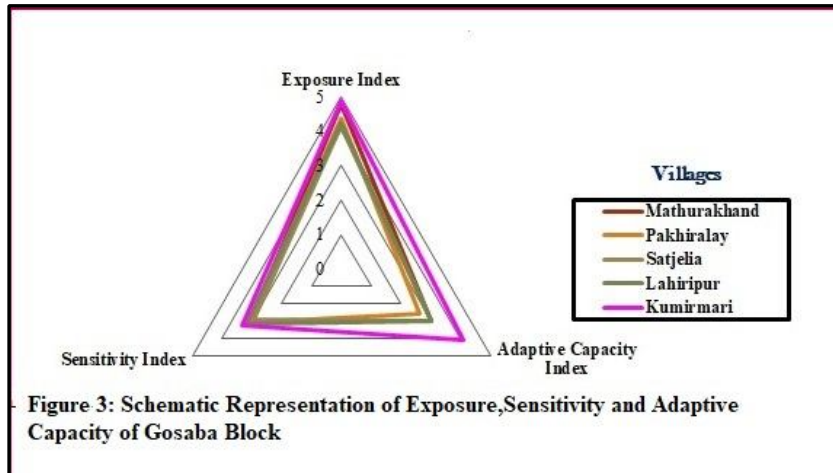 Exposure Index
5
4
3
2
1
0
Sensitivity Index
Adaptive Capacity
Index
Villages
Mathurakhand
Pakhiralay
Satjelia
Lahiripur
Kumirmari
Figure 3: Schematic Representation of Exposure,Sensitivity and Adaptive
Capacity of Gosaba Block